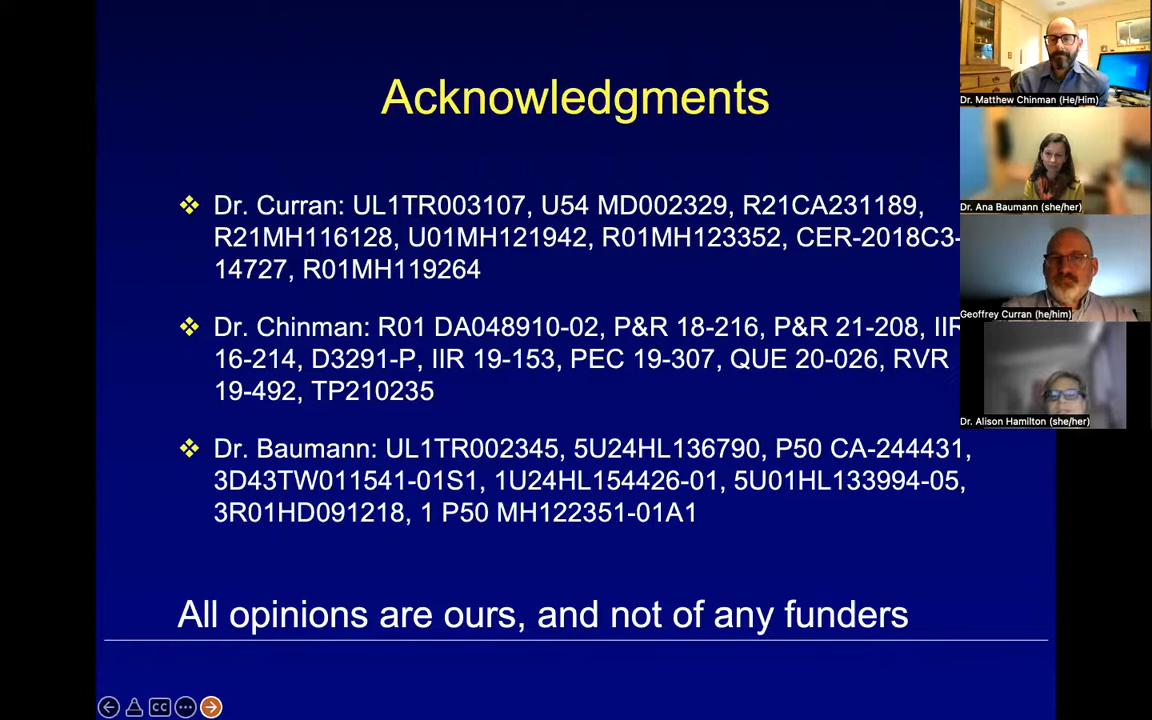 Acknowledgments
❖ Dr. Curran: UL1TR003107, U54 MD002329, R21CA231189,
R21MH116128, U01MH121942, R01MH123352, CER-2018C3-
14727, R01MH119264
❖ Dr. Chinman: R01 DA048910-02, P&R 18-216, P&R 21-208, IIR
16-214, D3291-P, IIR 19-153, PEC 19-307, QUE 20-026, RVR
19-492, TP210235
❖ Dr. Baumann: UL1TR002345, 5U24HL136790, P50 CA-244431,
3D43TW011541-01S1, 1U24HL154426-01, 5U01HL133994-05,
3R01HD091218, 1 P50 MH122351-01A1
All opinions are ours, and not of any funders
Dr. Matthew Chinman (He/Him)
Dr. Ana Baumann (she/her)
Geoffrey Curran (he/him)
Dr. Alison Hamilton (she/her)
CC